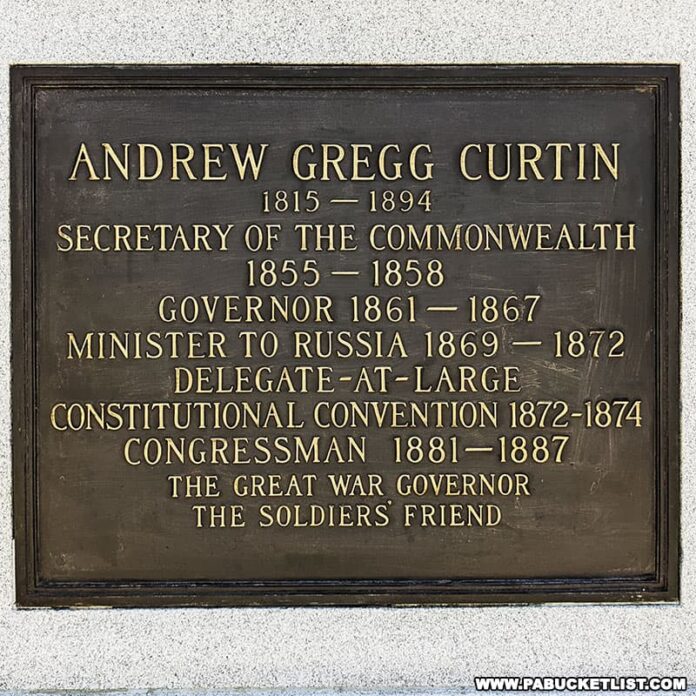 ANDREW GREGG CURTIN
1815 — 1894
SECRETARY OF THE COMMONWEALTH
1855 — 1858
GOVERNOR 1861 — 1867
MINISTER TO RUSSIA 1869 — 1872
DELEGATE-AT-LARGE
CONSTITUTIONAL CONVENTION 1872-1874
CONGRESSMAN 1881—1887
THE GREAT WAR GOVERNOR
THE SOLDIERS' FRIEND
WWW.PABUCKETLIST.COM